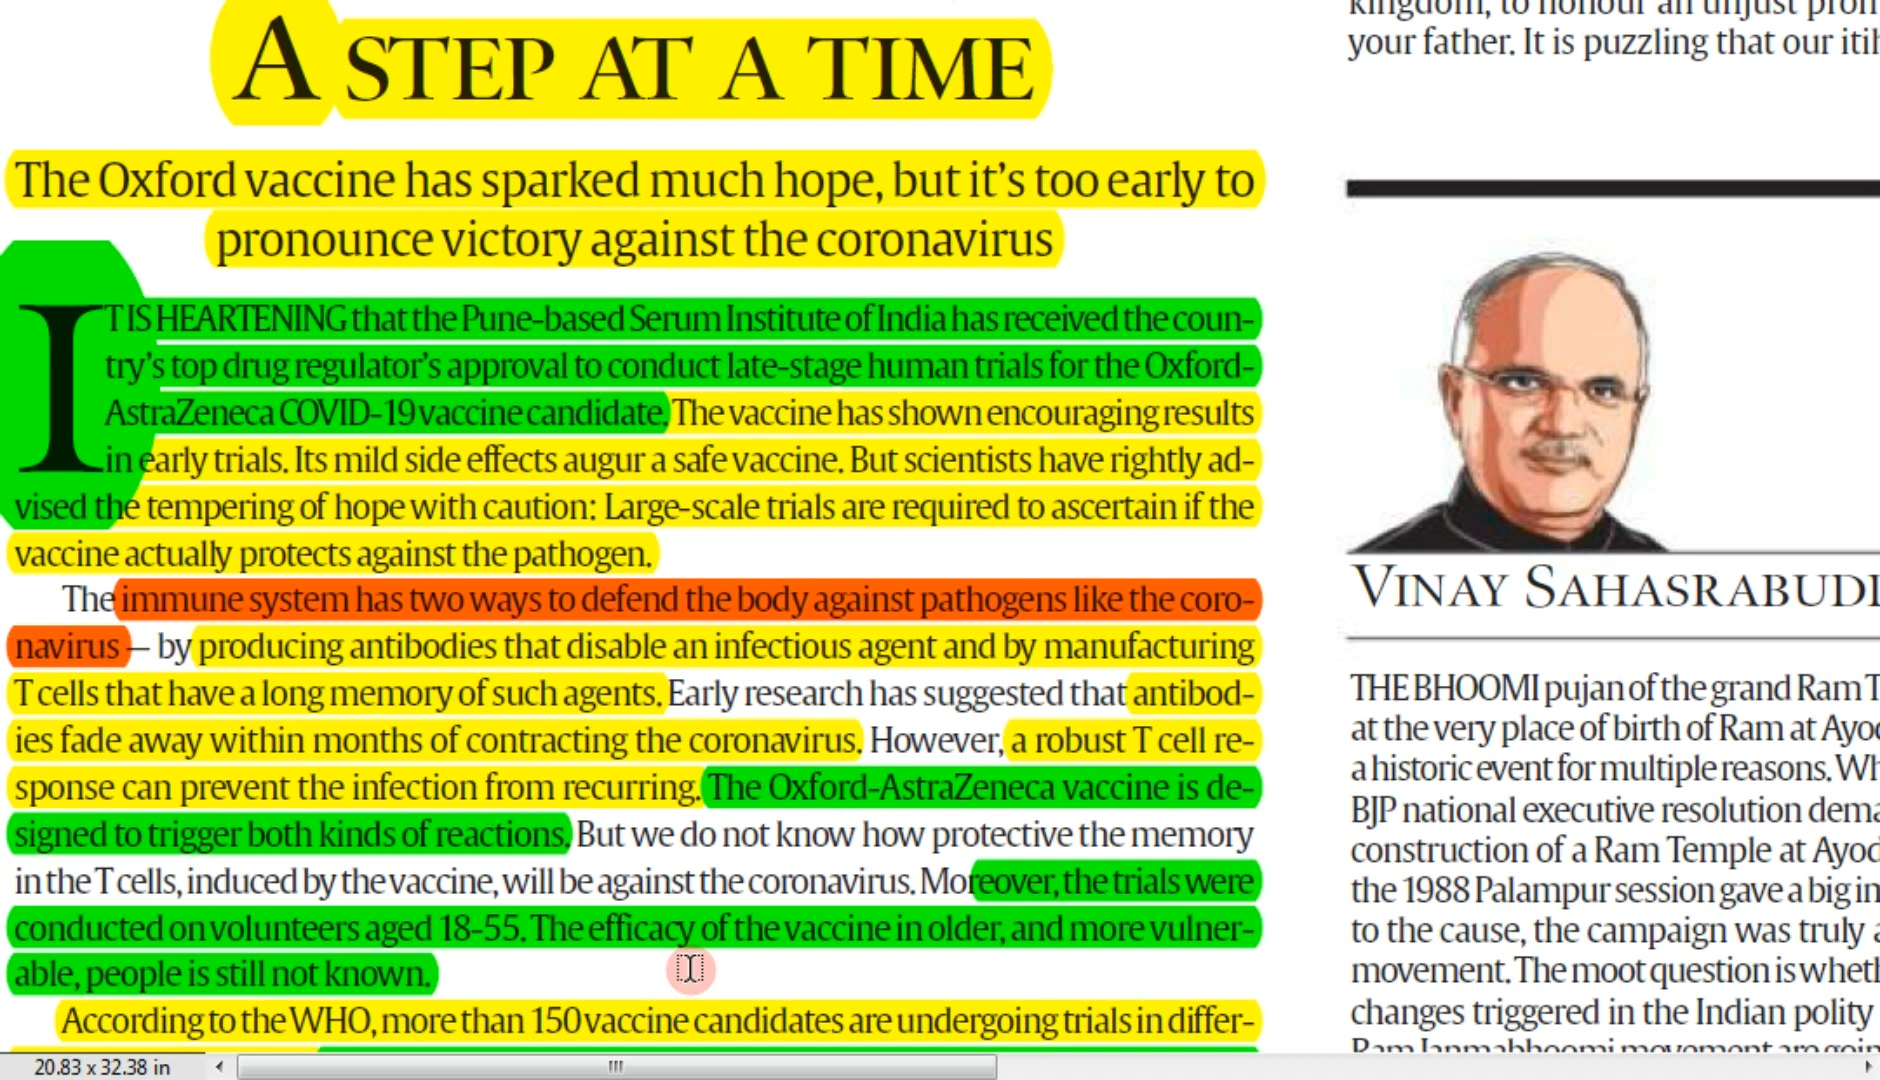 A STEP AT A TIME
The Oxford vaccine has sparked much hope, but it's too early to
pronounce victory against the coronavirus
IT IS HEARTENING that the Pune-based Serum Institute of India has received the coun-
try's top drug regulator's approval to conduct late-stage human trials for the Oxford-
AstraZeneca COVID-19 vaccine candidate. The vaccine has shown encouraging results
in early trials. Its mild side effects augur a safe vaccine. But scientists have rightly ad-
vised the tempering of hope with caution: Large-scale trials are required to ascertain if the
vaccine actually protects against the pathogen.
The immune system has two ways to defend the body against pathogens like the coro-
navirus — by producing antibodies that disable an infectious agent and by manufacturing
T cells that have a long memory of such agents. Early research has suggested that antibod-
ies fade away within months of contracting the coronavirus. However, a robust T cell re-
sponse can prevent the infection from recurring. The Oxford-AstraZeneca vaccine is de-
signed to trigger both kinds of reactions. But we do not know how protective the memory
in the T cells, induced by the vaccine, will be against the coronavirus. Moreover, the trials were
conducted on volunteers aged 18-55. The efficacy of the vaccine in older, and more vulner-
able, people is still not known.
According to the WHO, more than 150 vaccine candidates are undergoing trials in differ-
kingdom, to honour an unjust
your father. It is puzzling that our
VINAY
THE BHOOMI pujan of the grand Ram
at the very place of birth of Ram at
a historic event for multiple reasons.
BJP national executive resolution
construction of a Ram Temple at
the 1988 Palampur session gave a big
to the cause, the campaign was truly
movement. The moot question is
changes triggered in the Indian polity
Ram Janmabhoomi movement are
20.83 x 32.38 in